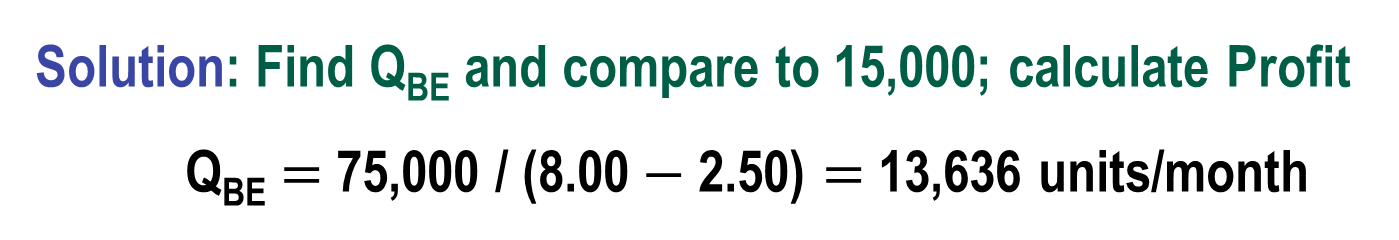 Solution: Find QBE and compare to 15,000; calculate Profit
QBE = 75,000 / (8.00 – 2.50) = 13,636 units/month